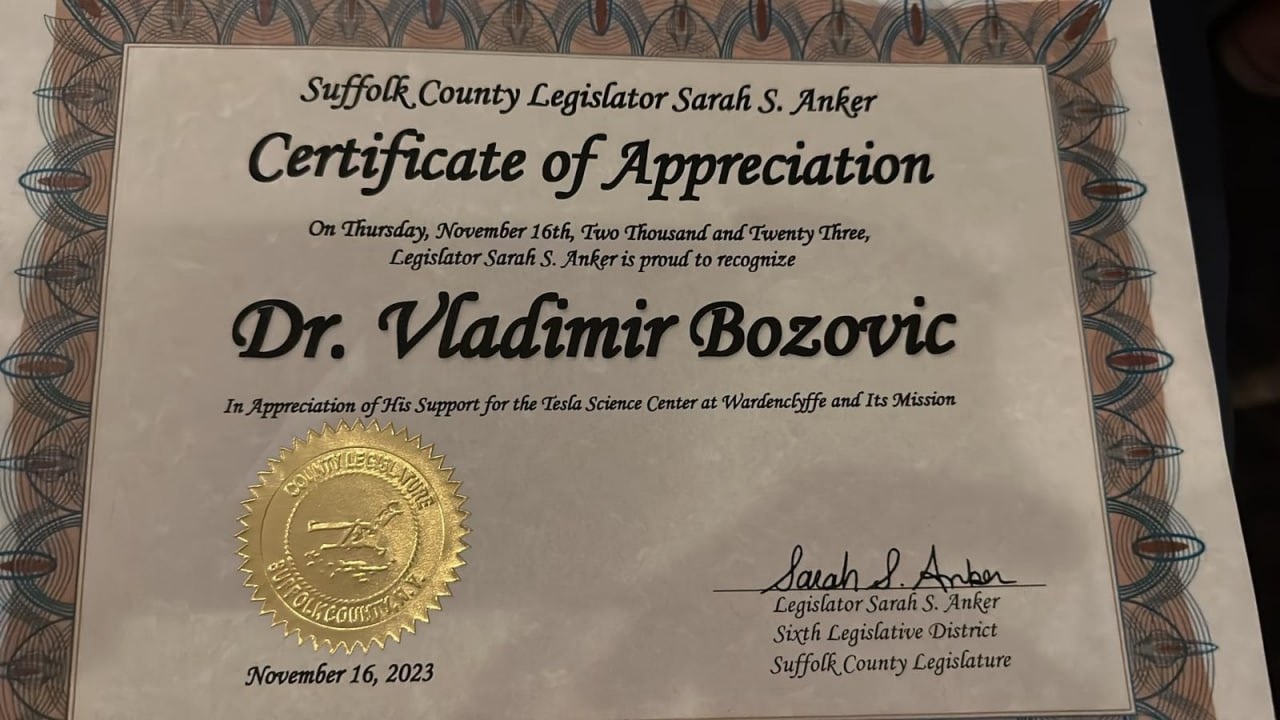 Suffolk County Legislator Sarah S. Anker
Certificate of Appreciation
On Thursday, November 16th, Two Thousand and Twenty Three,
Legislator Sarah S. Anker is proud to recognize
Dr. Vladimir Bozovic
In Appreciation of His Support for the Tesla Science Center at Wardenclyffe and Its Mission
COUNTY LEGISLATURE
SUFFOLK COUNTY, N.Y.
November 16, 2023
Sarah S. Anker
Legislator Sarah S. Anker
Sixth Legislative District
Suffolk County Legislature